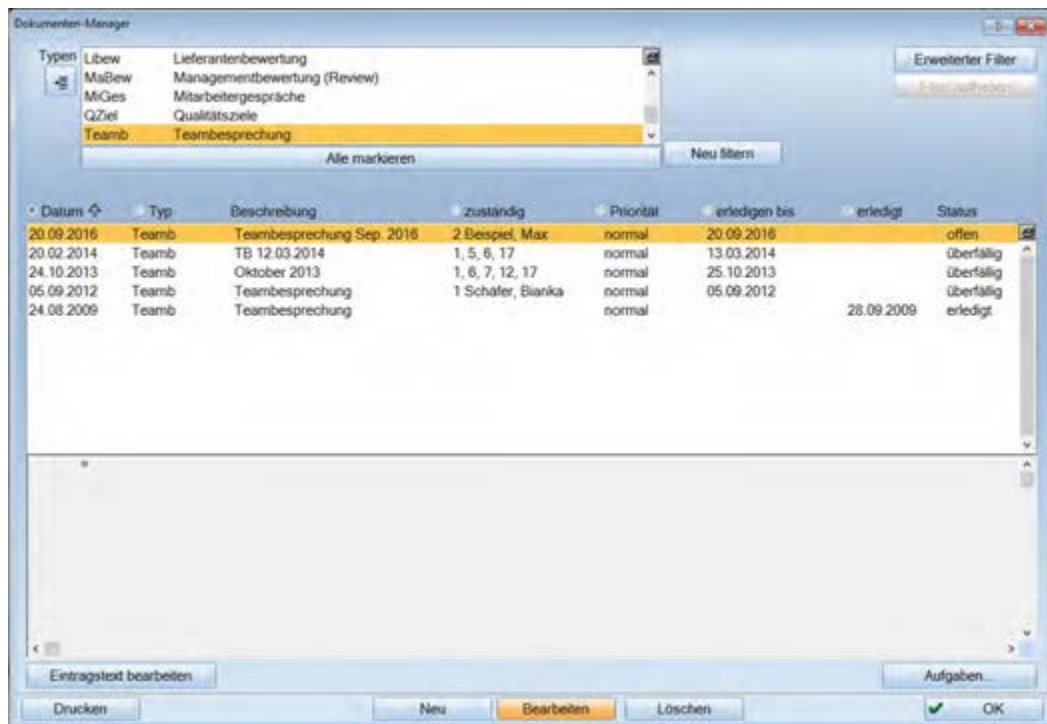 Dokumenten-Manager
Typen
Libew Lieferantenbewertung
MaBew Managementbewertung (Review)
MiGes Mitarbeitergespräche
QZiel Qualitätsziele
Teamb Teambesprechung
Alle markieren
Neu filtern
Erweiterter Filter
Filter aufheben
Datum Typ Beschreibung zuständig Priorität erledigen bis erledigt Status
20.09.2016 Teamb Teambesprechung Sep. 2016 2 Beispiel, Max normal 20.09.2016 offen
20.02.2014 Teamb TB 12.03.2014 1, 5, 6, 17 normal 13.03.2014 überfällig
24.10.2013 Teamb Oktober 2013 1, 6, 7, 12, 17 normal 25.10.2013 überfällig
05.09.2012 Teamb Teambesprechung 1 Schäfer, Bianka normal 05.09.2012 überfällig
24.08.2009 Teamb Teambesprechung normal 28.09.2009 erledigt
Eintragstext bearbeiten
Aufgaben...
Drucken Neu Bearbeiten Löschen OK